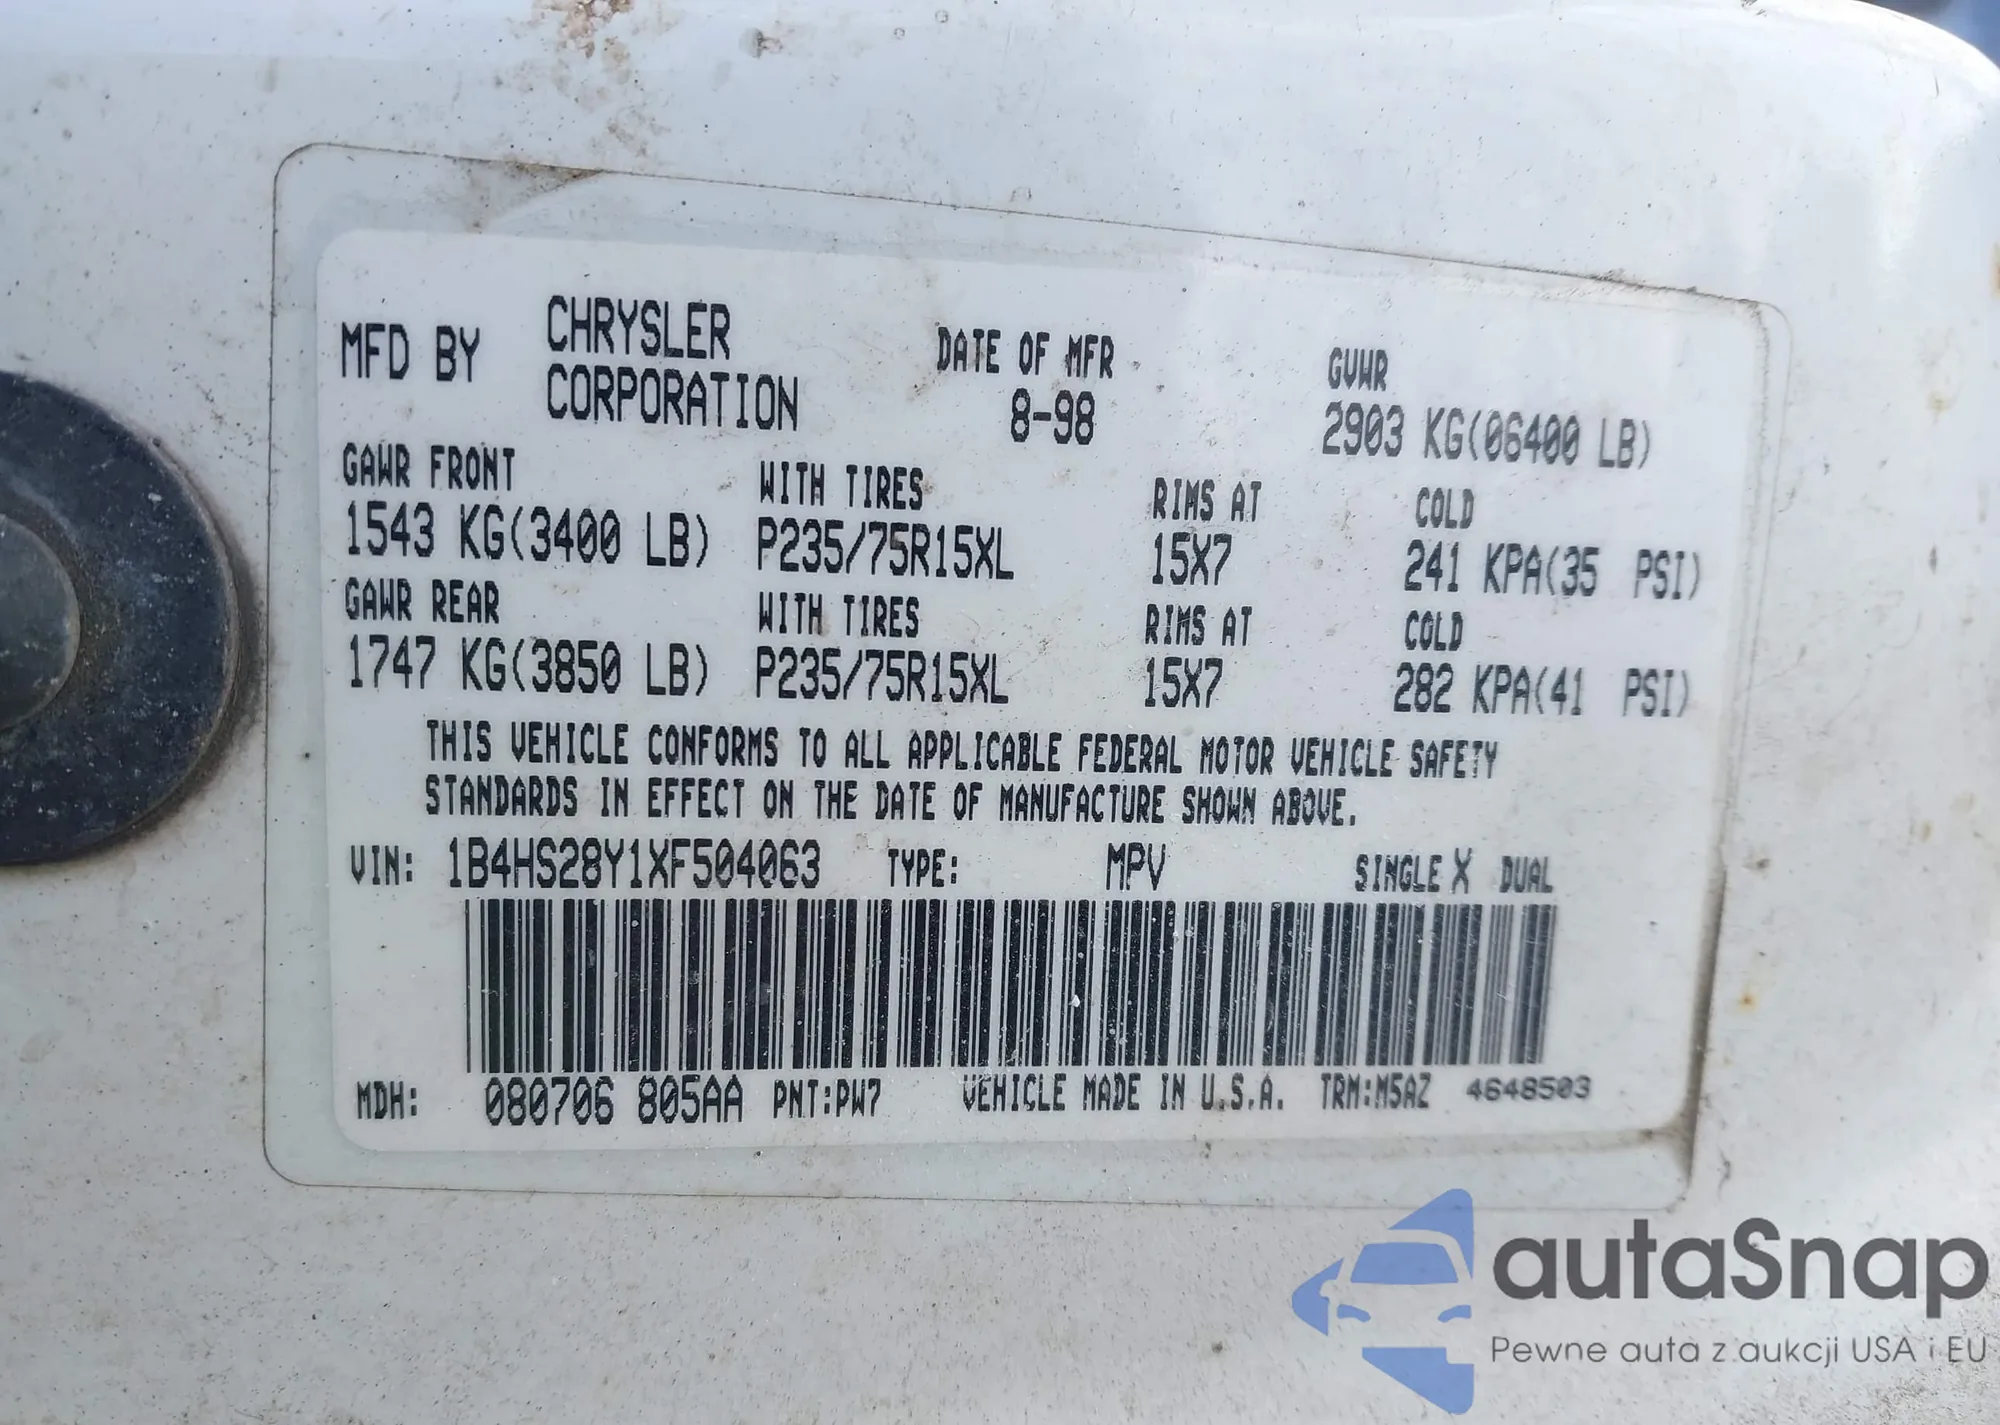 MFD BY CHRYSLER CORPORATION DATE OF MFR 8-98 GVWR 2903 KG(06400 LB)
GAWR FRONT WITH TIRES RIMS AT COLD
1543 KG(3400 LB) P235/75R15XL 15X7 241 KPA(35 PSI)
GAWR REAR WITH TIRES RIMS AT COLD
1747 KG(3850 LB) P235/75R15XL 15X7 282 KPA(41 PSI)
THIS VEHICLE CONFORMS TO ALL APPLICABLE FEDERAL MOTOR VEHICLE SAFETY
STANDARDS IN EFFECT ON THE DATE OF MANUFACTURE SHOWN ABOVE.
VIN: 1B4HS28Y1XF504063 TYPE: MPV SINGLE X DUAL
MDH: 080706 805AA PNT:PW7 VEHICLE MADE IN U.S.A. TRM:M5AZ 4648503
autaSnap
Pewne auta z aukcji USA i EU